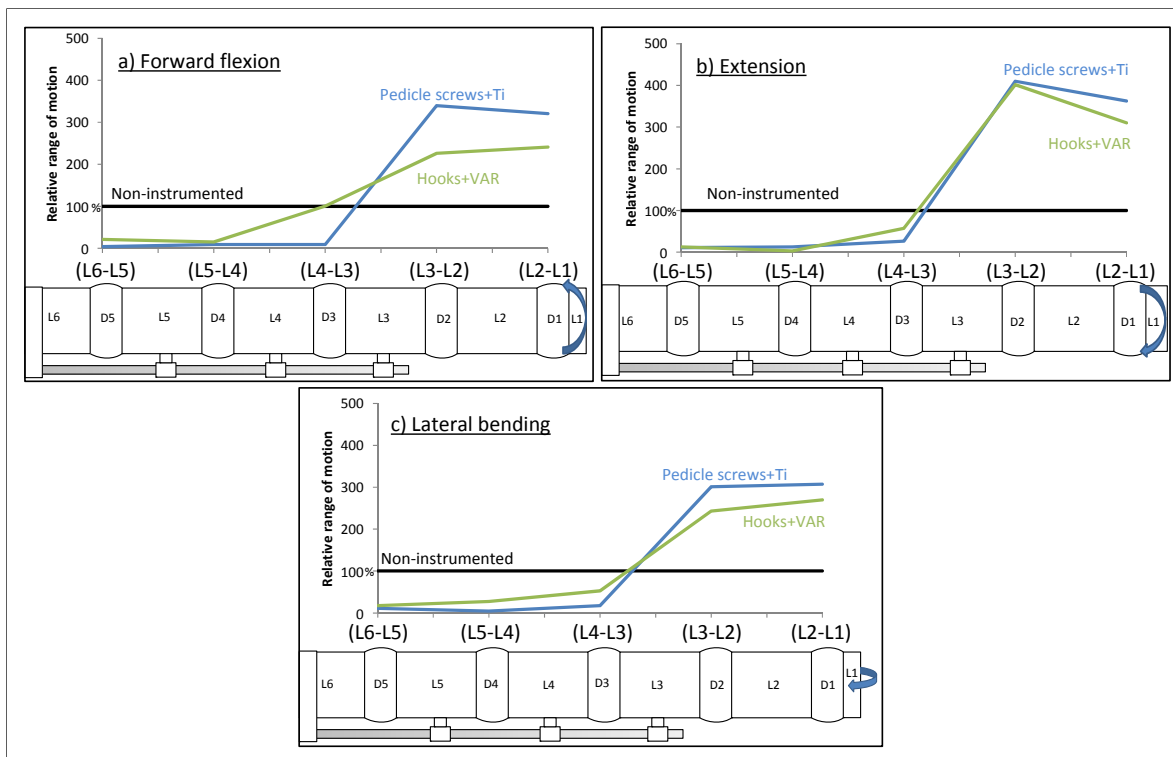 a) Forward flexion
Relative range of motion
500
400
300
200
100 %
0
Pedicle screws+Ti
Hooks+VAR
Non-instrumented
(L6-L5) (L5-L4) (L4-L3) (L3-L2) (L2-L1)
L6 D5 L5 D4 L4 D3 L3 D2 L2 D1 L1
b) Extension
Relative range of motion
500
400
300
200
100%
0
Pedicle screws+Ti
Hooks+VAR
Non-instrumented
(L6-L5) (L5-L4) (L4-L3) (L3-L2) (L2-L1)
L6 D5 L5 D4 L4 D3 L3 D2 L2 D1 L1
c) Lateral bending
Relative range of motion
500
400
300
200
100%
0
Pedicle screws+Ti
Hooks+VAR
Non-instrumented
(L6-L5) (L5-L4) (L4-L3) (L3-L2) (L2-L1)
L6 D5 L5 D4 L4 D3 L3 D2 L2 D1 L1